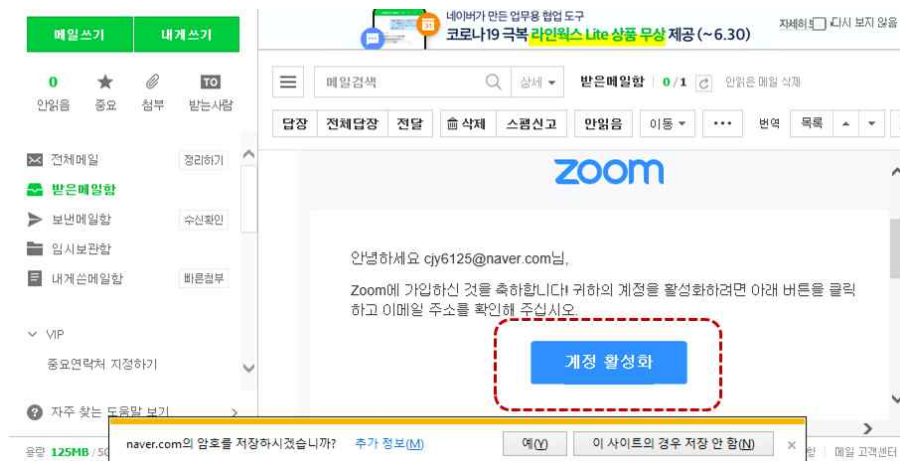 메일쓰기
내게쓰기
네이버가 만든 업무용 협업 도구
코로나19 극복 라인웍스 Lite 상품 무상 제공 (~6.30)
다시 보지 않음
0
TO
안읽음
중요
첨부
받는사람
메일검색
상세
받은메일함
0/1
안읽은 메일 삭제
답장
전체답장
전달
삭제
스팸신고
안읽음
이동
•••
번역
목록
전체메일
정리하기
받은메일함
보낸메일함
수신확인
임시보관함
내게쓴메일함
빠른첨부
VIP
중요연락처 지정하기
자주 찾는 도움말 보기
zoom
안녕하세요 cjy6125@naver.com님,
Zoom에 가입하신 것을 축하합니다! 귀하의 계정을 활성화하려면 아래 버튼을 클릭
하고 이메일 주소를 확인해 주십시오.
계정 활성화
naver.com의 암호를 저장하시겠습니까?
추가 정보(M)
예(Y)
이 사이트의 경우 저장 안 함(N)
용량 125MB
메일 고객센터